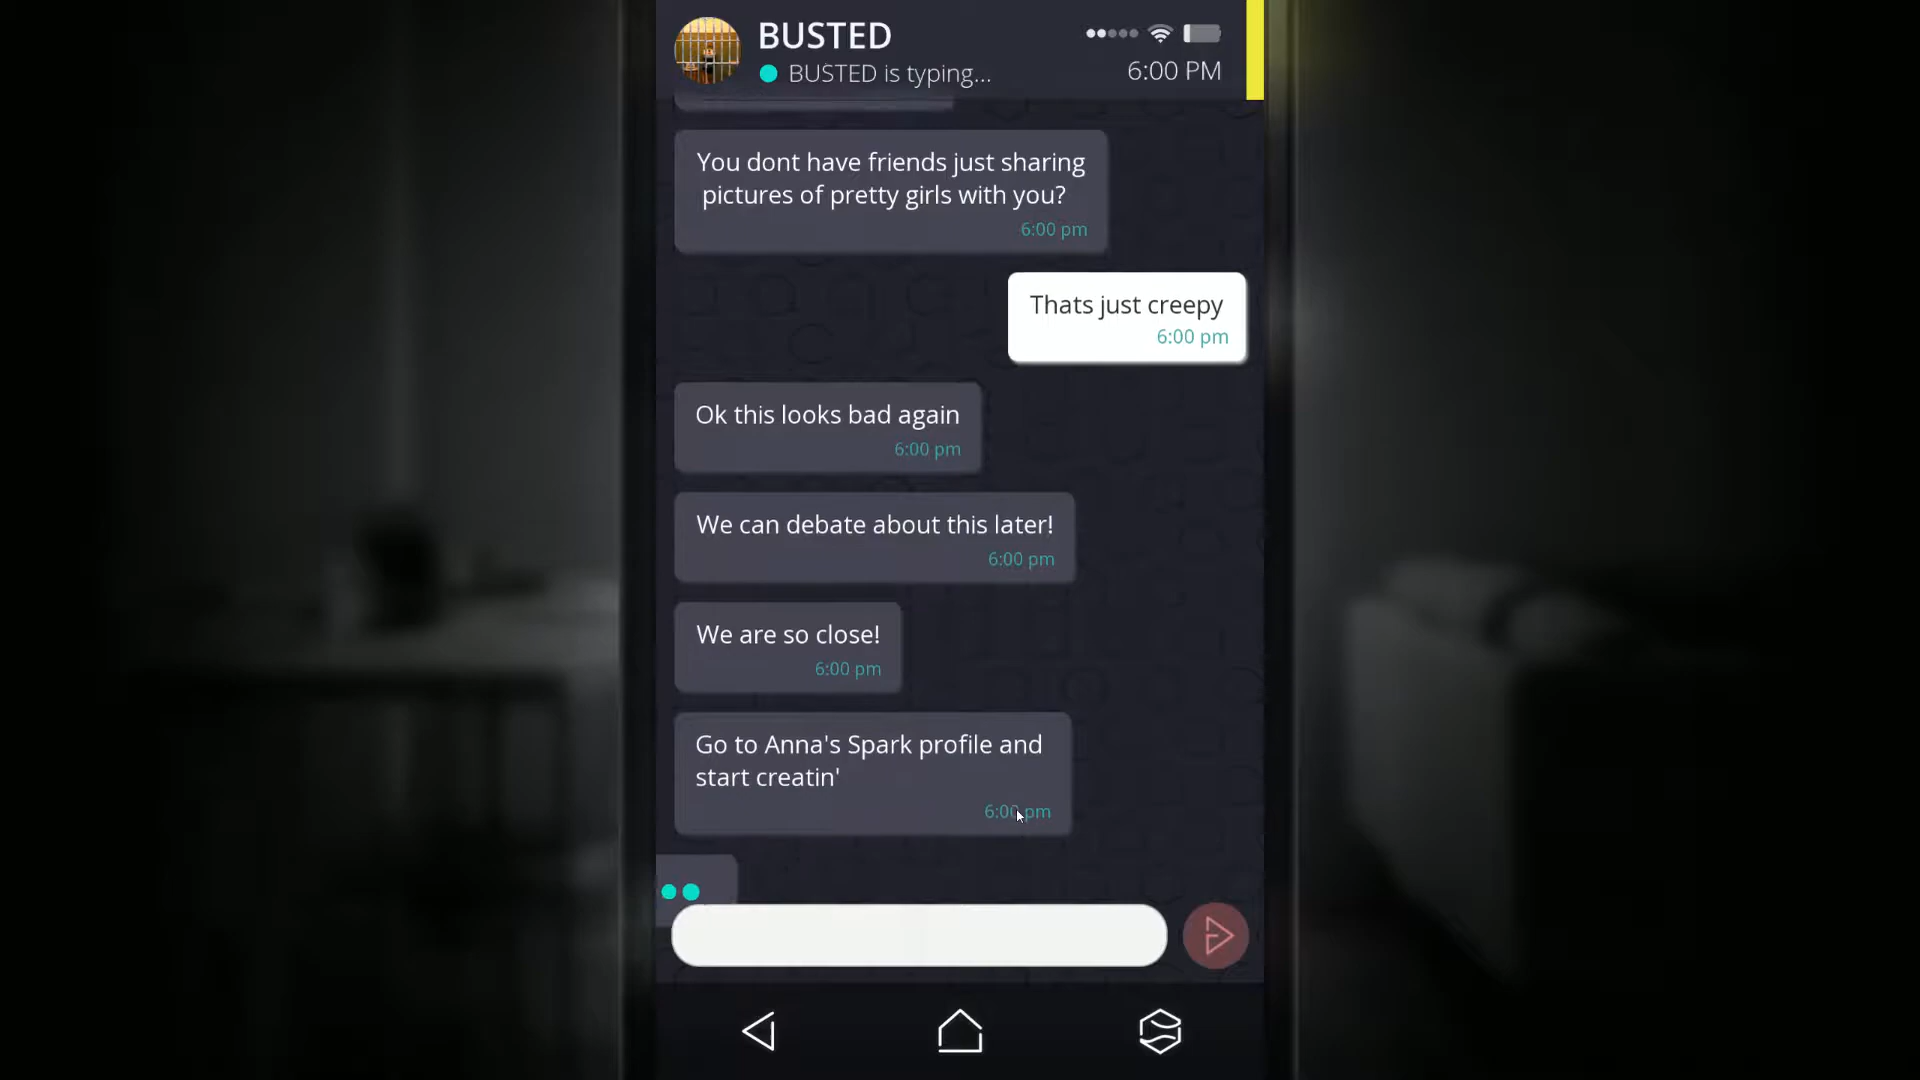 BUSTED
BUSTED is typing...
6:00 PM
You dont have friends just sharing
pictures of pretty girls with you?
6:00 pm
Thats just creepy
6:00 pm
Ok this looks bad again
6:00 pm
We can debate about this later!
6:00 pm
We are so close!
6:00 pm
Go to Anna's Spark profile and
start creatin'
6:00 pm